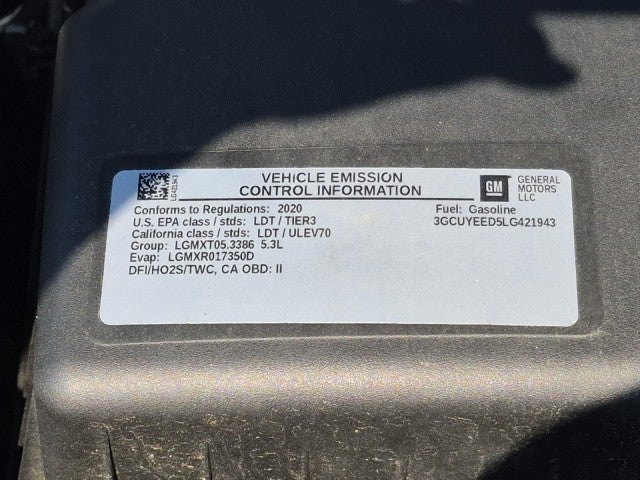 LG421943
VEHICLE EMISSION
CONTROL INFORMATION
GM
GENERAL
MOTORS
LLC
Conforms to Regulations: 2020
U.S. EPA class / stds: LDT / TIER3
California class / stds: LDT / ULEV70
Group: LGMXT05.3386 5.3L
Evap: LGMXR017350D
DFI/HO2S/TWC, CA OBD: II
Fuel: Gasoline
3GCUYEED5LG421943